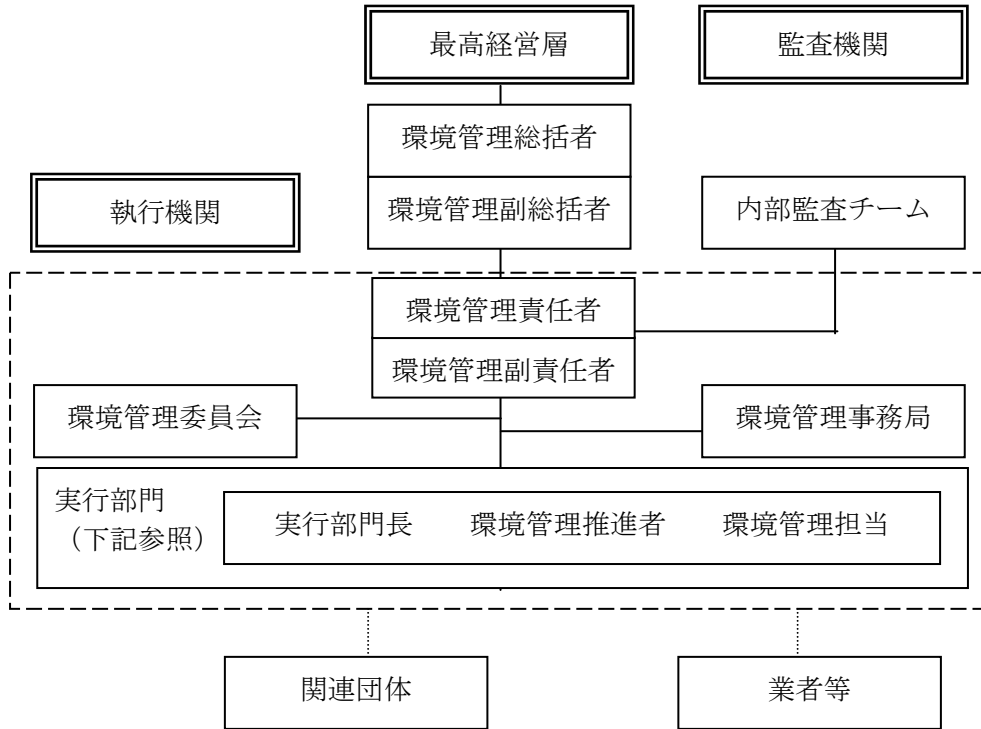 最高経営層
監査機関
環境管理総括者
執行機関
環境管理副総括者
内部監査チーム
環境管理責任者
環境管理副責任者
環境管理委員会
環境管理事務局
実行部門
（下記参照）
実行部門長 環境管理推進者 環境管理担当
関連団体
業者等